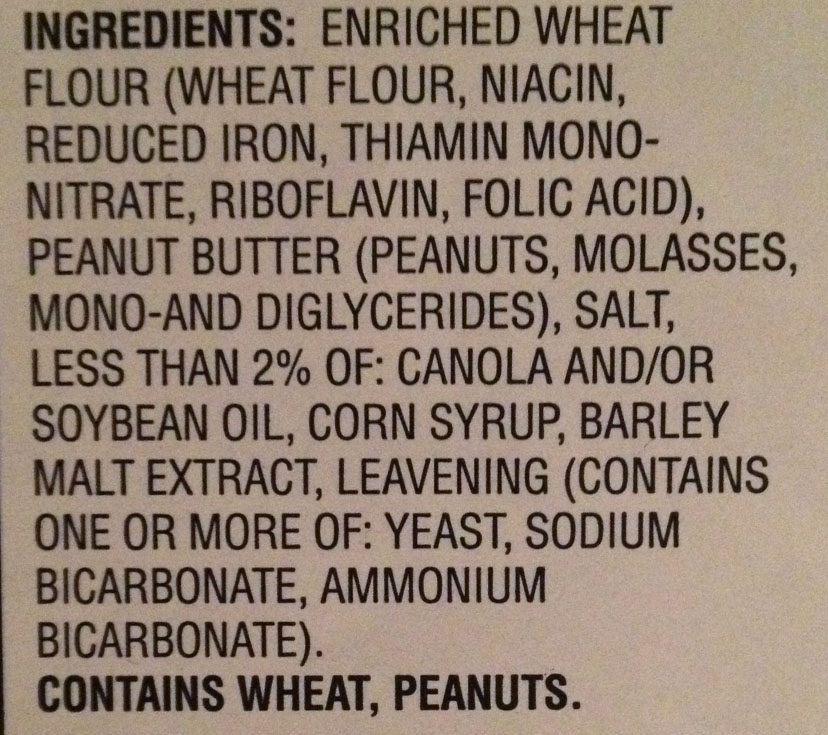 INGREDIENTS: ENRICHED WHEAT
FLOUR (WHEAT FLOUR, NIACIN,
REDUCED IRON, THIAMIN MONO-
NITRATE, RIBOFLAVIN, FOLIC ACID),
PEANUT BUTTER (PEANUTS, MOLASSES,
MONO-AND DIGLYCERIDES), SALT,
LESS THAN 2% OF: CANOLA AND/OR
SOYBEAN OIL, CORN SYRUP, BARLEY
MALT EXTRACT, LEAVENING (CONTAINS
ONE OR MORE OF: YEAST, SODIUM
BICARBONATE, AMMONIUM
BICARBONATE).
CONTAINS WHEAT, PEANUTS.